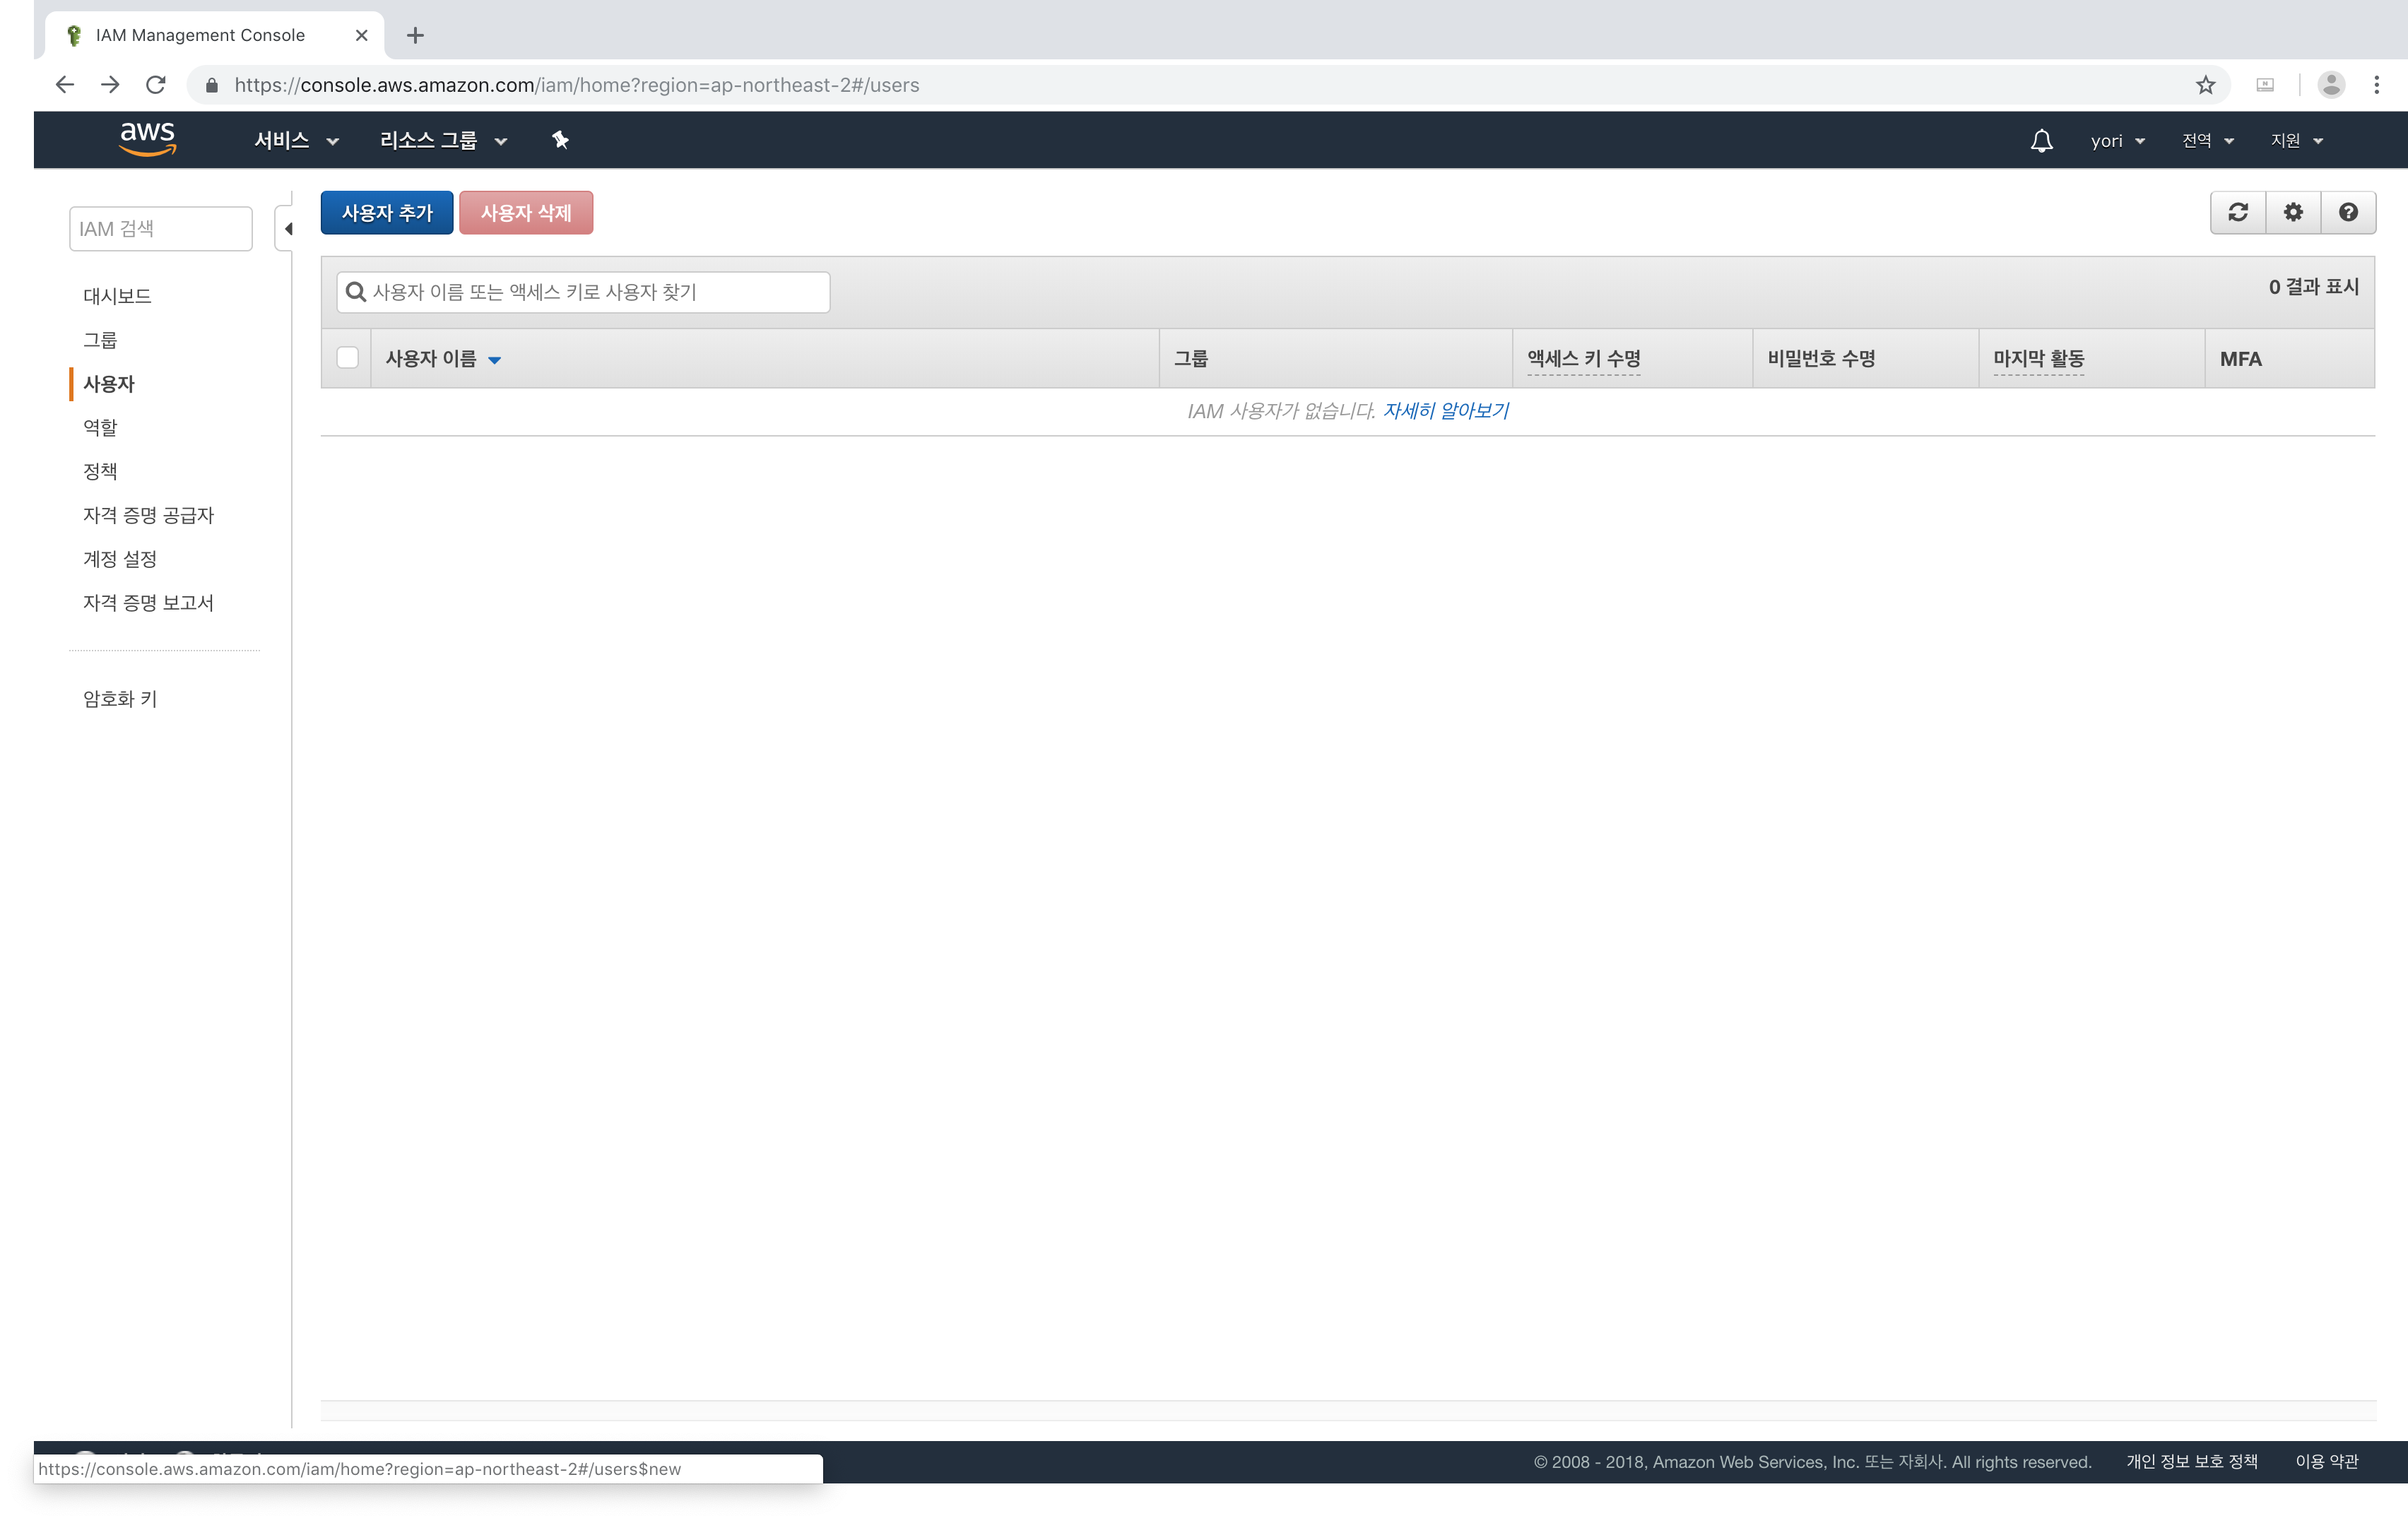 IAM Management Console
https://console.aws.amazon.com/iam/home?region=ap-northeast-2#/users
aws 서비스 리소스 그룹 yori 전역 지원
IAM 검색
대시보드
그룹
사용자
역할
정책
자격 증명 공급자
계정 설정
자격 증명 보고서
암호화 키
사용자 추가 사용자 삭제
사용자 이름 또는 액세스 키로 사용자 찾기
0 결과 표시
사용자 이름 그룹 액세스 키 수명 비밀번호 수명 마지막 활동 MFA
IAM 사용자가 없습니다. 자세히 알아보기
https://console.aws.amazon.com/iam/home?region=ap-northeast-2#/users$new
© 2008 - 2018, Amazon Web Services, Inc. 또는 자회사. All rights reserved. 개인 정보 보호 정책 이용 약관